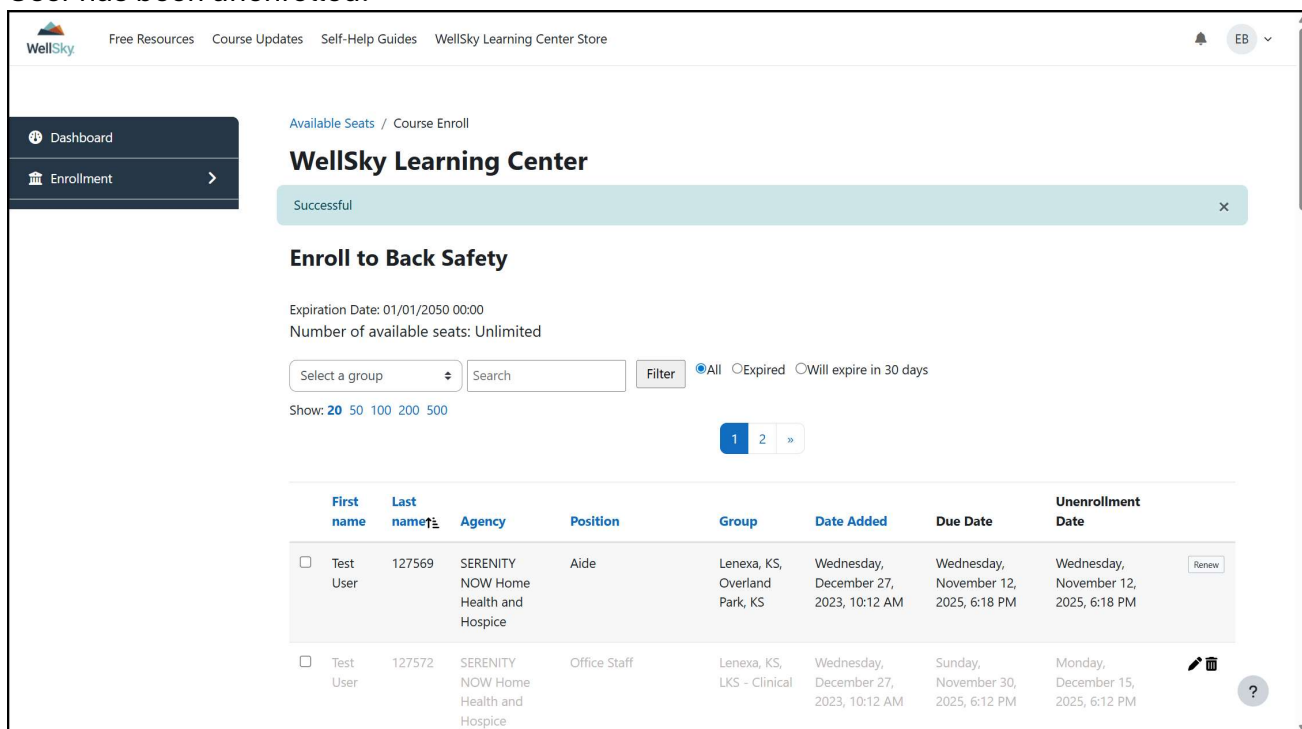 User has been unenrolled.
WellSky
Free Resources Course Updates Self-Help Guides WellSky Learning Center Store
EB
Dashboard
Enrollment
Available Seats / Course Enroll
WellSky Learning Center
Successful
Enroll to Back Safety
Expiration Date: 01/01/2050 00:00
Number of available seats: Unlimited
Select a group Search Filter All Expired Will expire in 30 days
Show: 20 50 100 200 500
1 2 »
First name Last name Agency Position Group Date Added Due Date Unenrollment Date
Test User 127569 SERENITY NOW Home Health and Hospice Aide Lenexa, KS, Overland Park, KS Wednesday, December 27, 2023, 10:12 AM Wednesday, November 12, 2025, 6:18 PM Wednesday, November 12, 2025, 6:18 PM Renew
Test User 127572 SERENITY NOW Home Health and Hospice Office Staff Lenexa, KS, LKS - Clinical Wednesday, December 27, 2023, 10:12 AM Sunday, November 30, 2025, 6:12 PM Monday, December 15, 2025, 6:12 PM
?